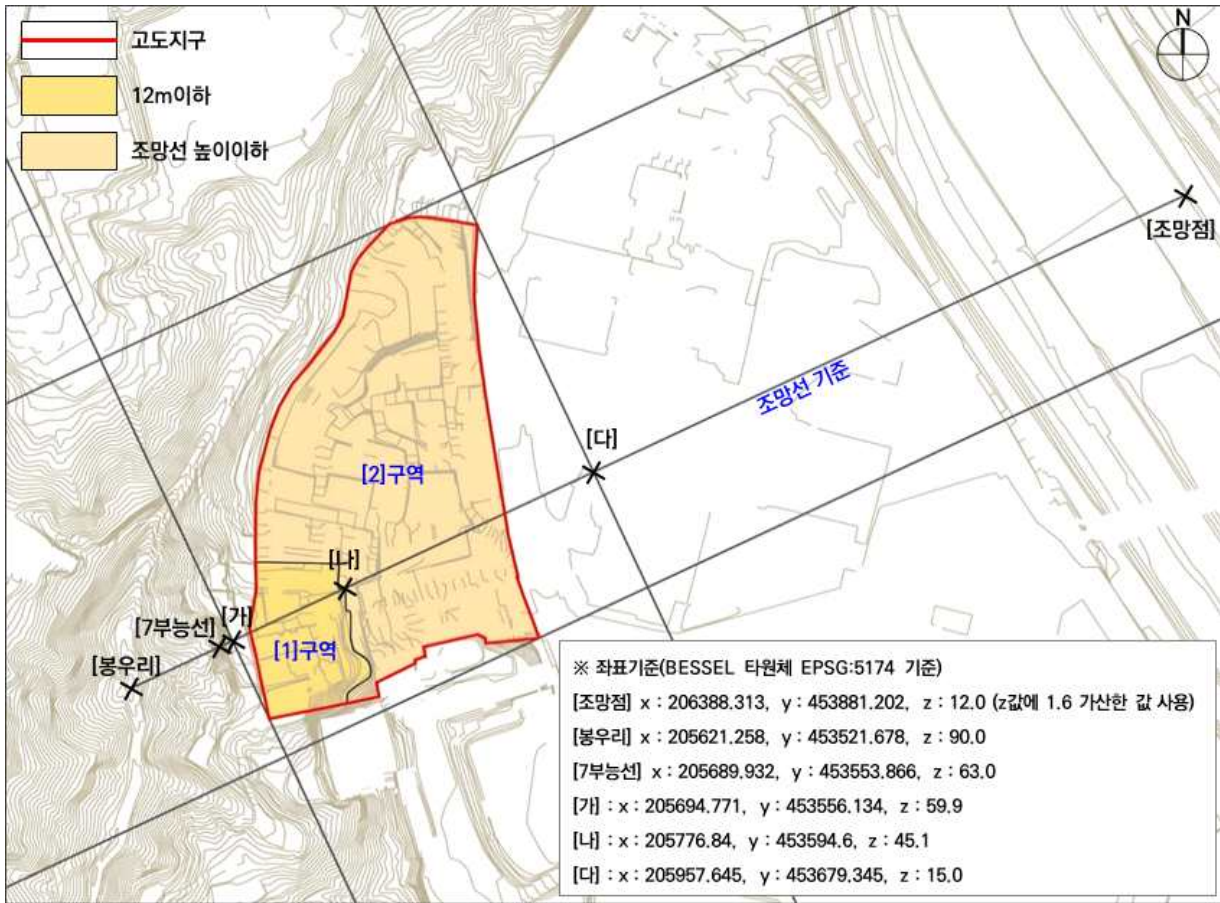 고도지구
12m이하
조망선 높이이하
N
[조망점]
조망선 기준
[다]
[2]구역
[나]
[가]
[7부능선]
[1]구역
[봉우리]
※ 좌표기준(BESSEL 타원체 EPSG:5174 기준)
[조망점] x : 206388.313, y : 453881.202, z : 12.0 (z값에 1.6 가산한 값 사용)
[봉우리] x : 205621.258, y : 453521.678, z : 90.0
[7부능선] x : 205689.932, y : 453553.866, z : 63.0
[가] : x : 205694.771, y : 453556.134, z : 59.9
[나] : x : 205776.84, y : 453594.6, z : 45.1
[다] : x : 205957.645, y : 453679.345, z : 15.0